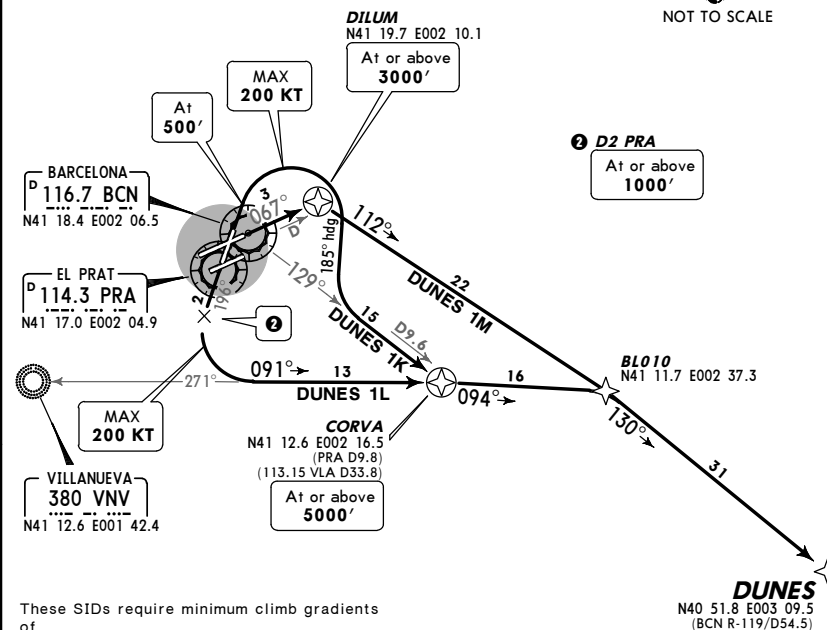 NOT TO SCALE
DILUM
N41 19.7 E002 10.1
At or above
3000′
MAX
200 KT
At
500′
❷ D2 PRA
At or above
1000′
BARCELONA
D 116.7 BCN
N41 18.4 E002 06.5
3
067°
D
112°
185° hdg
EL PRAT
D 114.3 PRA
N41 17.0 E002 04.9
129°
22
DUNES 1M
2
196°
❷
15
DUNES 1K
D9.6
BL010
N41 11.7 E002 37.3
271°
091°
13
DUNES 1L
16
094°
130°
MAX
200 KT
CORVA
N41 12.6 E002 16.5
(PRA D9.8)
(113.15 VLA D33.8)
At or above
5000′
31
VILLANUEVA
380 VNV
N41 12.6 E001 42.4
DUNES
N40 51.8 E003 09.5
(BCN R-119/D54.5)
These SIDs require minimum climb gradients
of